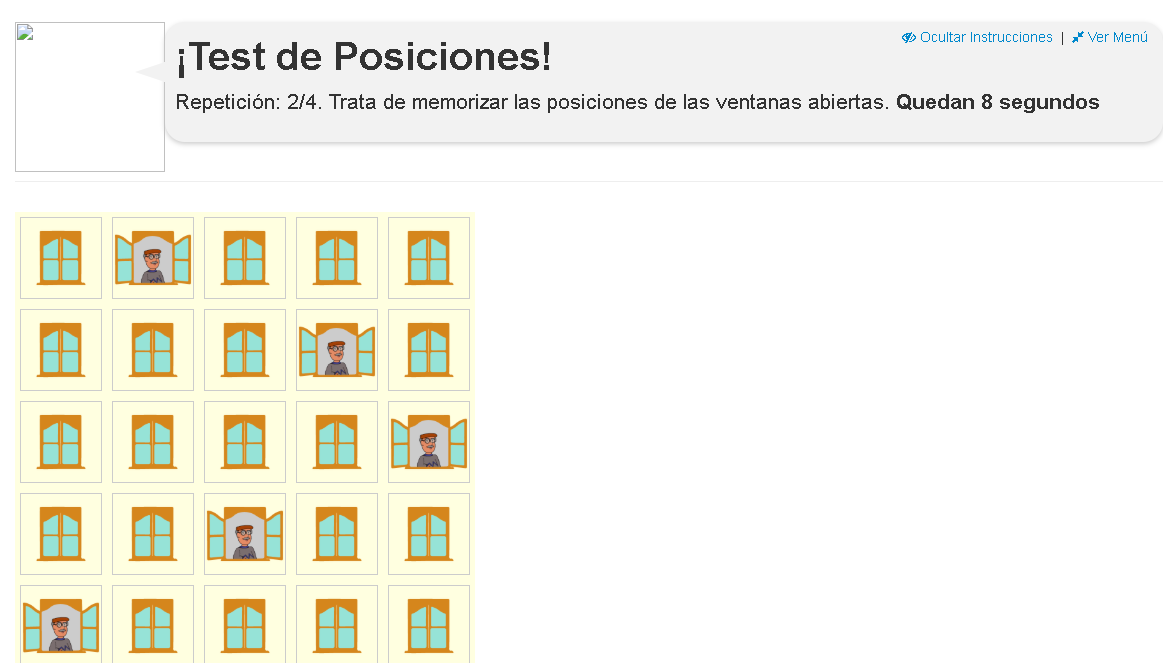 Ocultar Instrucciones | Ver Menú
¡Test de Posiciones!
Repetición: 2/4. Trata de memorizar las posiciones de las ventanas abiertas. Quedan 8 segundos